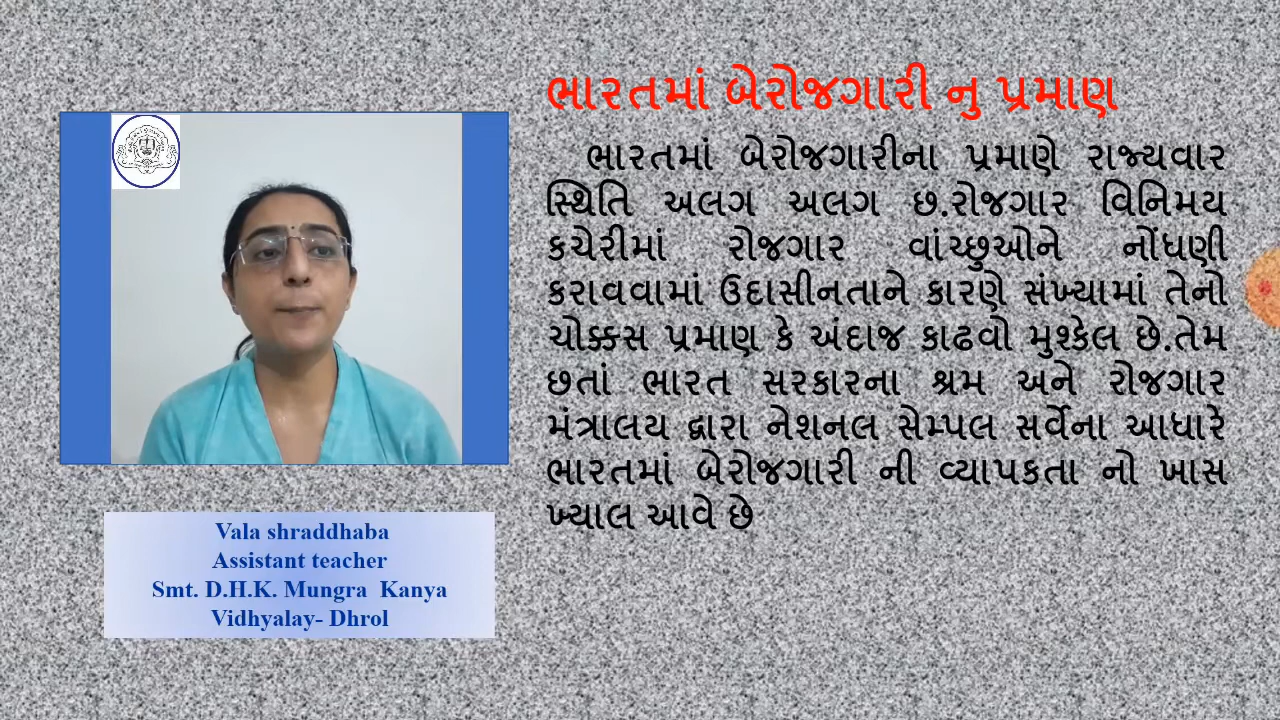 ભારતમાં બેરોજગારી નુ પ્રમાણ
ભારતમાં બેરોજગારીના પ્રમાણે રાજ્યવાર
સ્થિતિ અલગ અલગ છ.રોજગાર વિનિમય
કચેરીમાં રોજગાર વાંચ્છુઓને નોંધણી
કરાવવામાં ઉદાસીનતાને કારણે સંખ્યામાં તેનો
ચોક્કસ પ્રમાણ કે અંદાજ કાઢવો મુશ્કેલ છે.તેમ
છતાં ભારત સરકારના શ્રમ અને રોજગાર
મંત્રાલય દ્વારા નેશનલ સેમ્પલ સર્વેના આધારે
ભારતમાં બેરોજગારી ની વ્યાપકતા નો ખાસ
ખ્યાલ આવે છે
Vala shraddhaba
Assistant teacher
Smt. D.H.K. Mungra Kanya
Vidhyalay- Dhrol